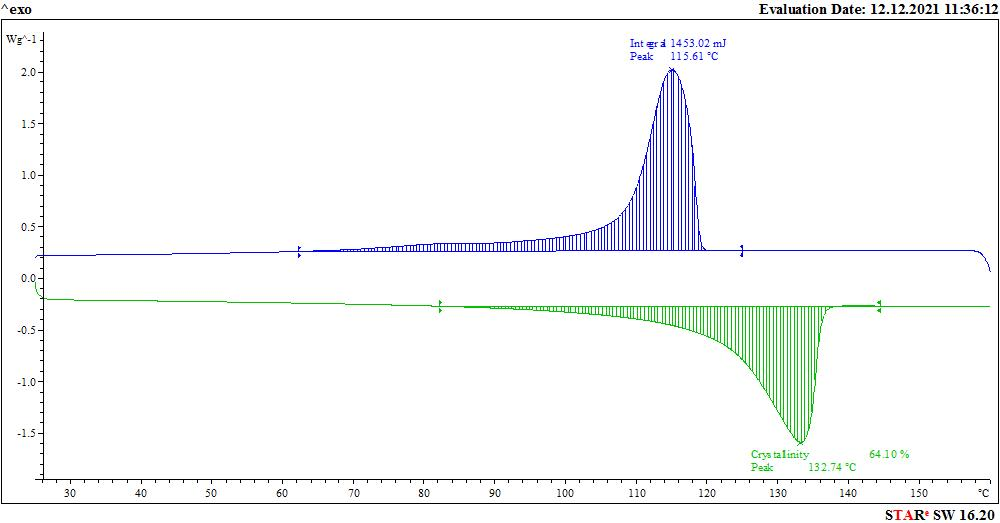 ^exo
Evaluation Date: 12.12.2021 11:36:12
Wg^-1
Integral 1453.02 mJ
Peak 115.61 °C
2.0
1.5
1.0
0.5
0.0
-0.5
-1.0
-1.5
Crystallinity 64.10 %
Peak 132.74 °C
30 40 50 60 70 80 90 100 110 120 130 140 150 °C
STARe SW 16.20